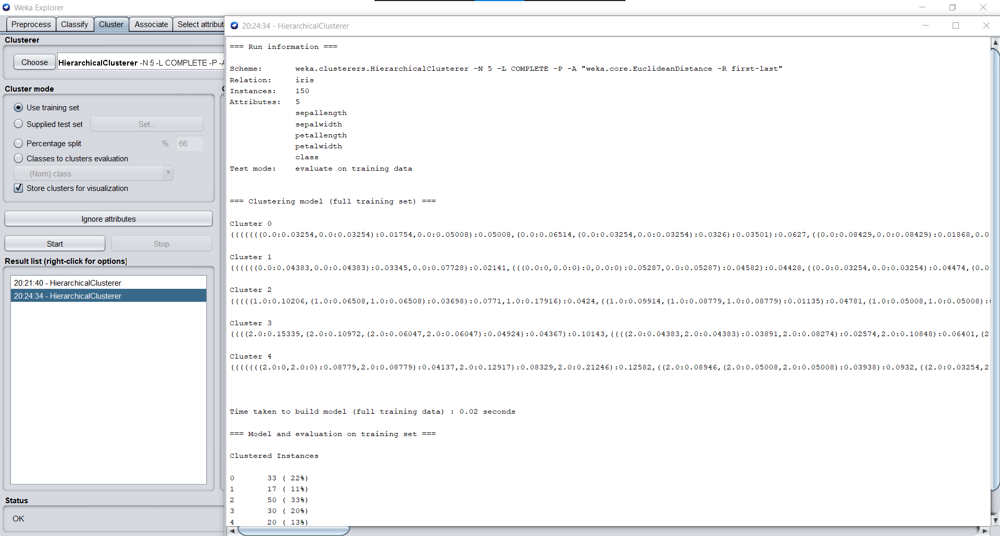 Weka Explorer
Preprocess Classify Cluster Associate Select attribut
Clusterer
Choose HierarchicalClusterer -N 5 -L COMPLETE -P -A
Cluster mode
Use training set
Supplied test set Set...
Percentage split % 66
Classes to clusters evaluation
(Nom) class
Store clusters for visualization
Ignore attributes
Start Stop
Result list (right-click for options)
20:21:40 - HierarchicalClusterer
20:24:34 - HierarchicalClusterer
Status
OK
20:24:34 - HierarchicalClusterer
=== Run information ===
Scheme: weka.clusterers.HierarchicalClusterer -N 5 -L COMPLETE -P -A "weka.core.EuclideanDistance -R first-last"
Relation: iris
Instances: 150
Attributes: 5
sepallength
sepalwidth
petallength
petalwidth
class
Test mode: evaluate on training data
=== Clustering model (full training set) ===
Cluster 0
(((((((0.0:0.03254,0.0:0.03254):0.01754,0.0:0.05008):0.05008,(0.0:0.06514,(0.0:0.03254,0.0:0.03254):0.0326):0.03501):0.0627,((0.0:0.08429,0.0:0.08429):0.01868,0.0
Cluster 1
((((((0.0:0.04383,0.0:0.04383):0.03345,0.0:0.07728):0.02141,(((0.0:0,0.0:0):0,0.0:0):0.05287,0.0:0.05287):0.04582):0.04428,((0.0:0.03254,0.0:0.03254):0.04474,(0.0
Cluster 2
(((((1.0:0.10206,(1.0:0.06508,1.0:0.06508):0.03698):0.0771,1.0:0.17916):0.0424,((1.0:0.09914,(1.0:0.08779,1.0:0.08779):0.01135):0.04781,(1.0:0.05008,1.0:0.05008):
Cluster 3
((((2.0:0.15339,(2.0:0.10972,(2.0:0.06047,2.0:0.06047):0.04924):0.04367):0.10143,((((2.0:0.04383,2.0:0.04383):0.03891,2.0:0.08274):0.02574,2.0:0.10848):0.06401,(2
Cluster 4
(((((((2.0:0,2.0:0):0.08779,2.0:0.08779):0.04137,2.0:0.12917):0.08329,2.0:0.21246):0.12582,((2.0:0.08946,(2.0:0.05008,2.0:0.05008):0.03938):0.0932,((2.0:0.03254,2
Time taken to build model (full training data) : 0.02 seconds
=== Model and evaluation on training set ===
Clustered Instances
0 33 ( 22%)
1 17 ( 11%)
2 50 ( 33%)
3 30 ( 20%)
4 20 ( 13%)